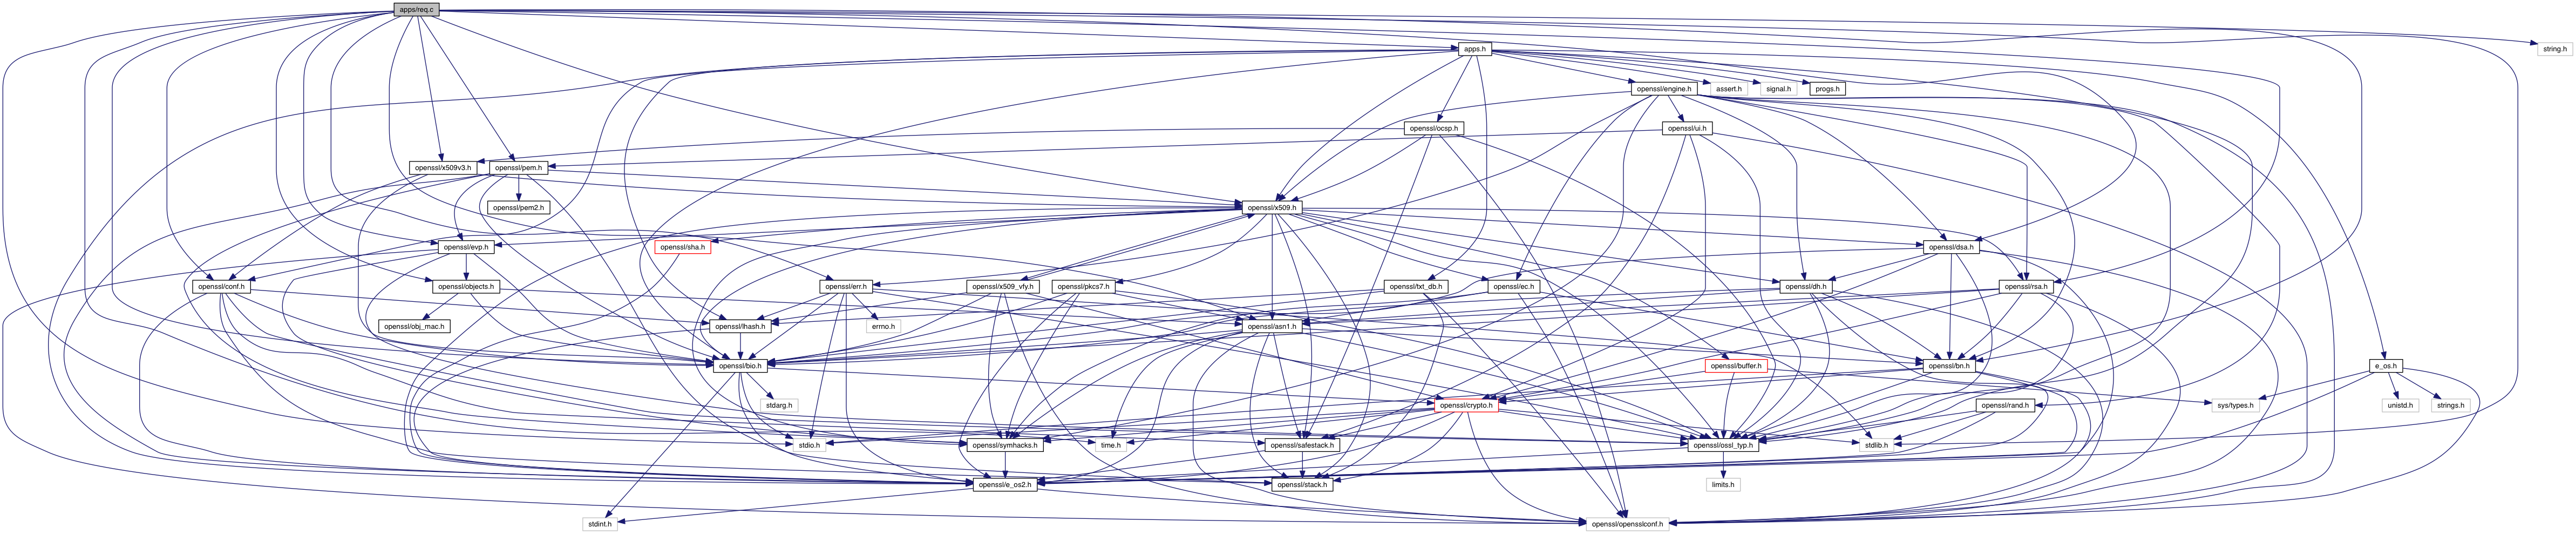 apps/req.c
apps.h
string.h
openssl/engine.h
assert.h
signal.h
progs.h
openssl/ocsp.h
openssl/ui.h
openssl/x509v3.h
openssl/pem.h
openssl/pem2.h
openssl/x509.h
openssl/evp.h
openssl/sha.h
openssl/dsa.h
openssl/conf.h
openssl/objects.h
openssl/err.h
openssl/x509_vfy.h
openssl/pkcs7.h
openssl/txt_db.h
openssl/ec.h
openssl/dh.h
openssl/rsa.h
openssl/obj_mac.h
openssl/lhash.h
errno.h
openssl/asn1.h
openssl/bio.h
openssl/buffer.h
openssl/bn.h
e_os.h
stdarg.h
openssl/crypto.h
openssl/rand.h
sys/types.h
unistd.h
strings.h
stdio.h
openssl/symhacks.h
time.h
openssl/safestack.h
openssl/ossl_typ.h
stdlib.h
openssl/e_os2.h
openssl/stack.h
limits.h
stdint.h
openssl/opensslconf.h